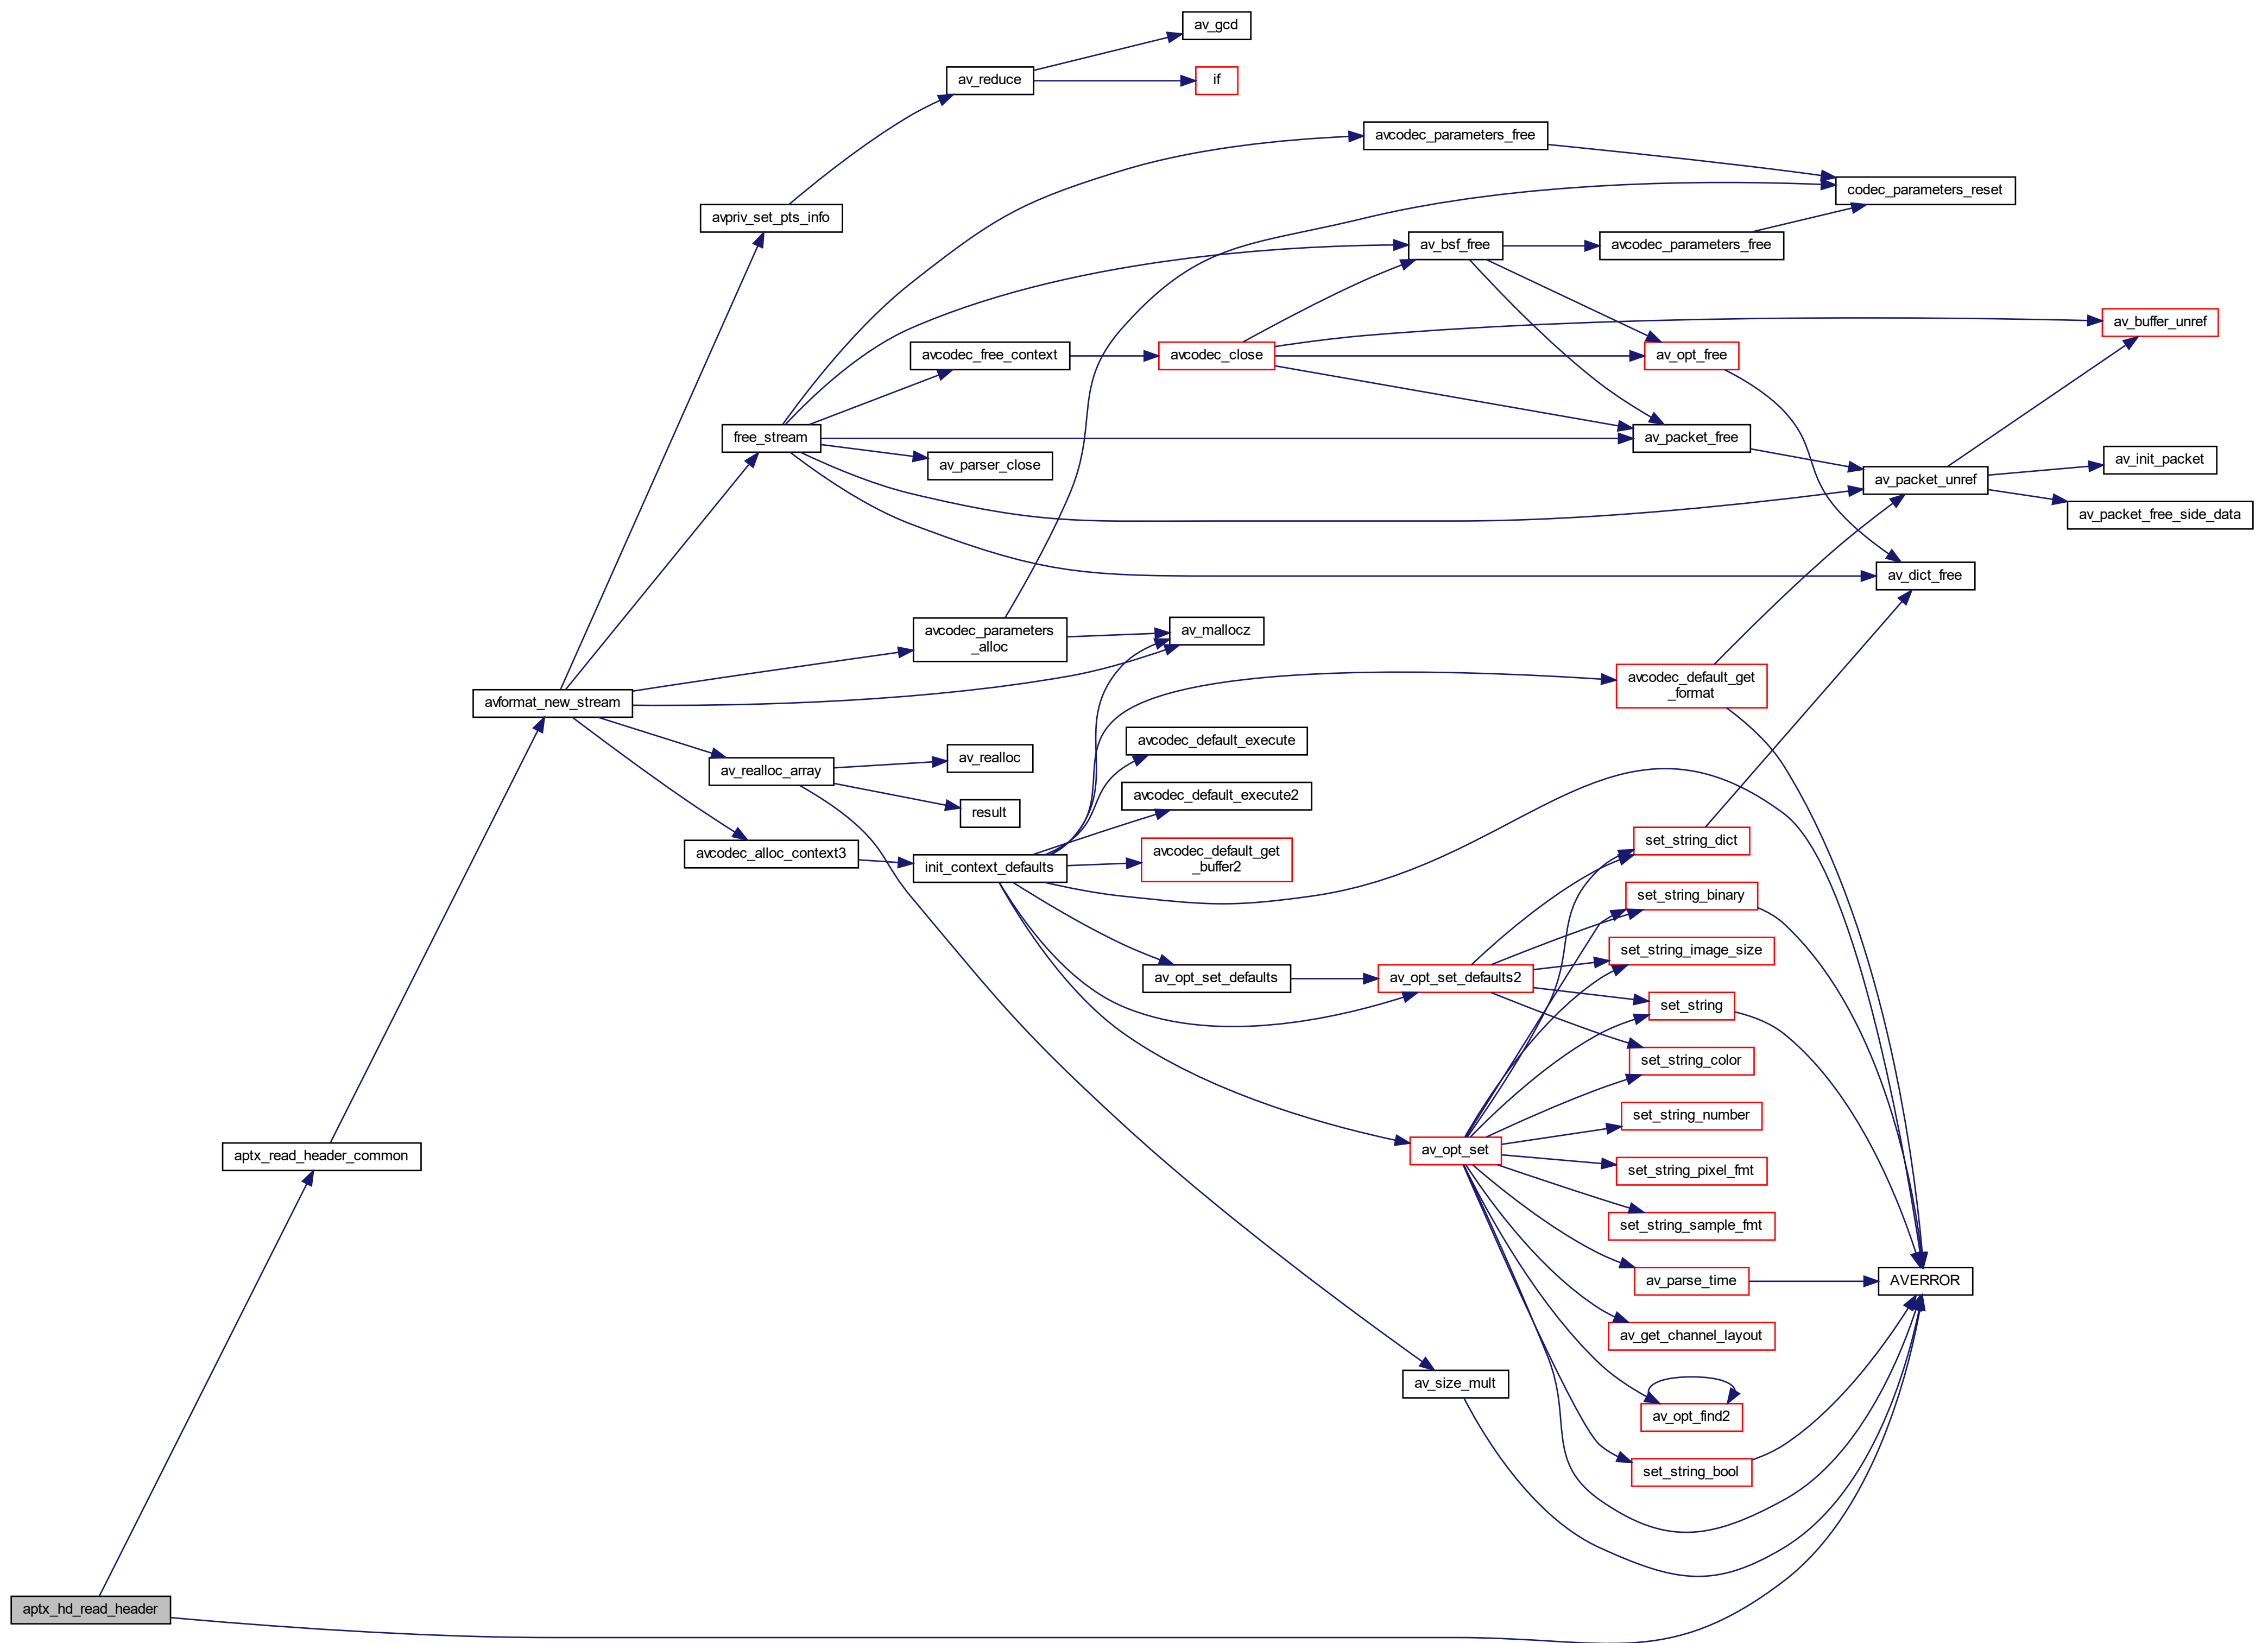 av_gcd
av_reduce
if
avcodec_parameters_free
codec_parameters_reset
avpriv_set_pts_info
av_bsf_free
avcodec_parameters_free
av_buffer_unref
avcodec_free_context
avcodec_close
av_opt_free
free_stream
av_packet_free
av_parser_close
av_init_packet
av_packet_unref
av_packet_free_side_data
av_dict_free
avcodec_parameters
_alloc
av_mallocz
avcodec_default_get
_format
avformat_new_stream
avcodec_default_execute
av_realloc
av_realloc_array
avcodec_default_execute2
result
set_string_dict
avcodec_alloc_context3
init_context_defaults
avcodec_default_get
_buffer2
set_string_binary
set_string_image_size
av_opt_set_defaults
av_opt_set_defaults2
set_string
set_string_color
set_string_number
av_opt_set
aptx_read_header_common
set_string_pixel_fmt
set_string_sample_fmt
av_parse_time
AVERROR
av_get_channel_layout
av_size_mult
av_opt_find2
set_string_bool
aptx_hd_read_header